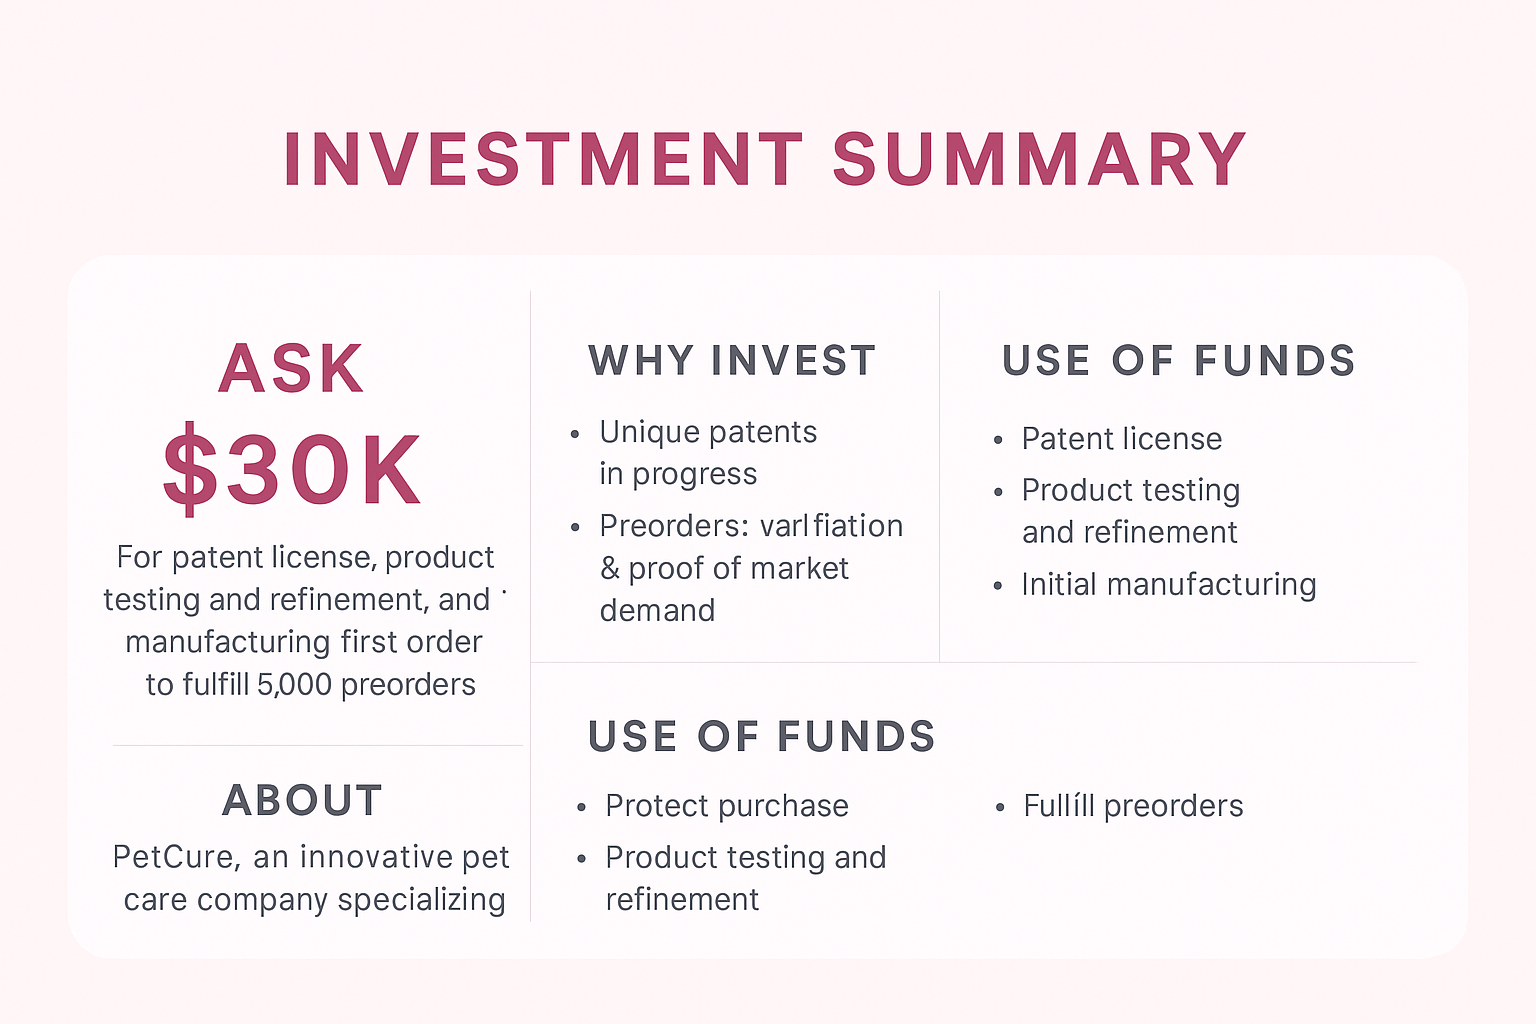 INVESTMENT SUMMARY
ASK
$30K
For patent license, product
testing and refinement, and
manufacturing first order
to fulfill 5,000 preorders
ABOUT
PetCure, an innovative pet
care company specializing
WHY INVEST
• Unique patents
in progress
• Preorders: varlfiation
& proof of market
demand
USE OF FUNDS
• Patent license
• Product testing
and refinement
• Initial manufacturing
USE OF FUNDS
• Protect purchase
• Product testing and
refinement
• Fullíll preorders